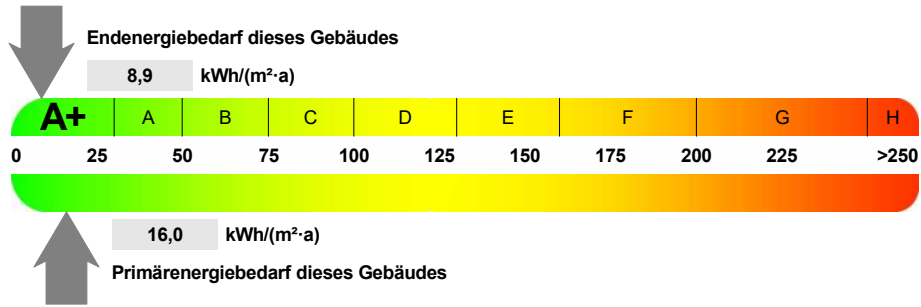 Endenergiebedarf dieses Gebäudes
8,9 kWh/(m²·a)
A+ A B C D E F G H
0 25 50 75 100 125 150 175 200 225 >250
16,0 kWh/(m²·a)
Primärenergiebedarf dieses Gebäudes